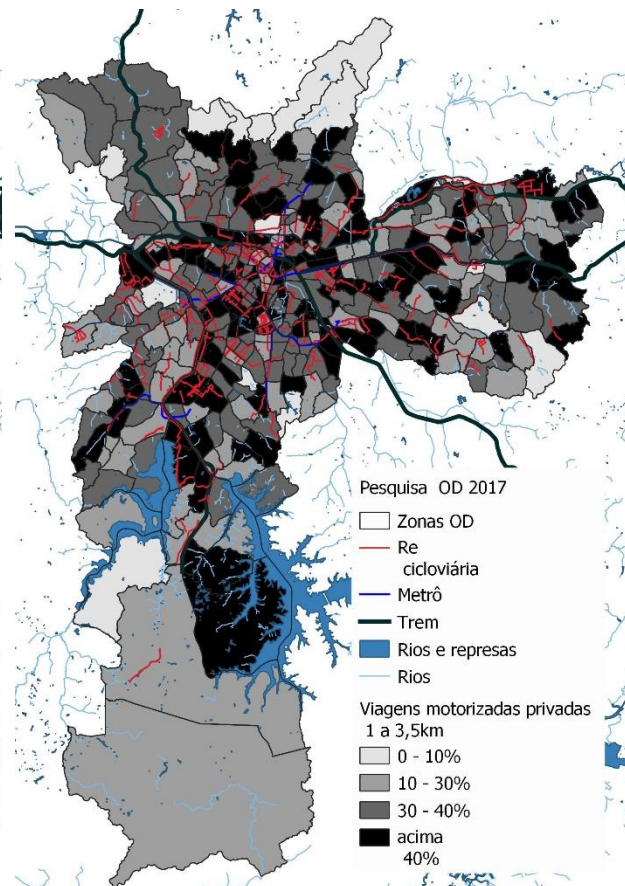 Pesquisa OD 2017
Zonas OD
Re
cicloviária
Metrô
Trem
Rios e represas
Rios
Viagens motorizadas privadas
1 a 3,5km
0 - 10%
10 - 30%
30 - 40%
acima
40%